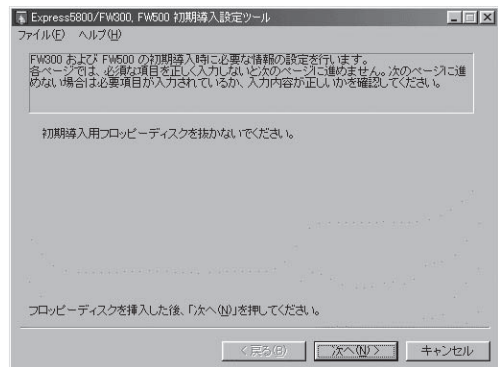 Express5800/FW300, FW500 初期導入設定ツール
ファイル(F) ヘルプ(H)
FW300 および FW500 の初期導入時に必要な情報の設定を行います。
各ページでは、必須な項目を正しく入力しないと次のページに進めません。次のページに進
めない場合は必要項目が入力されているか、入力内容が正しいかを確認してください。
初期導入用フロッピーディスクを抜かないでください。
フロッピーディスクを挿入した後、「次へ(N)」を押してください。
< 戻る(B) 次へ(N) > キャンセル